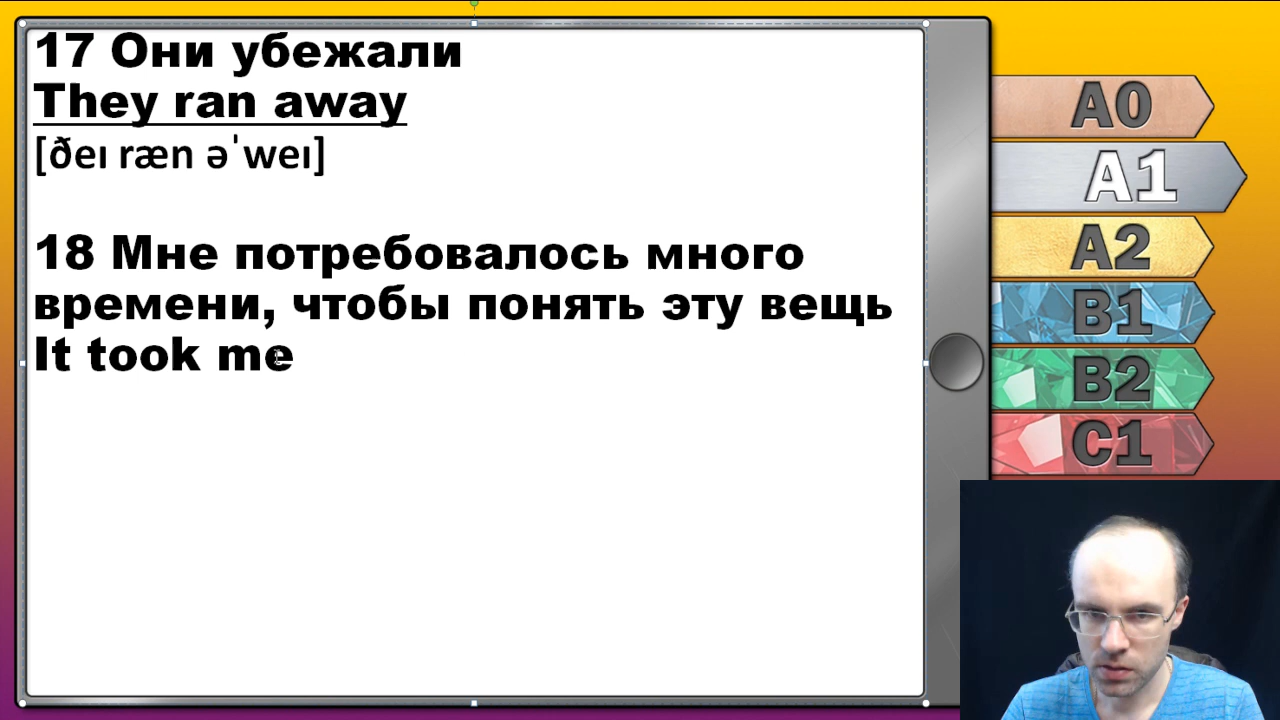 17 Они убежали
They ran away
[ðeɪ ræn əˈweɪ]
18 Мне потребовалось много
времени, чтобы понять эту вещь
It took me
A0
A1
A2
B1
B2
C1